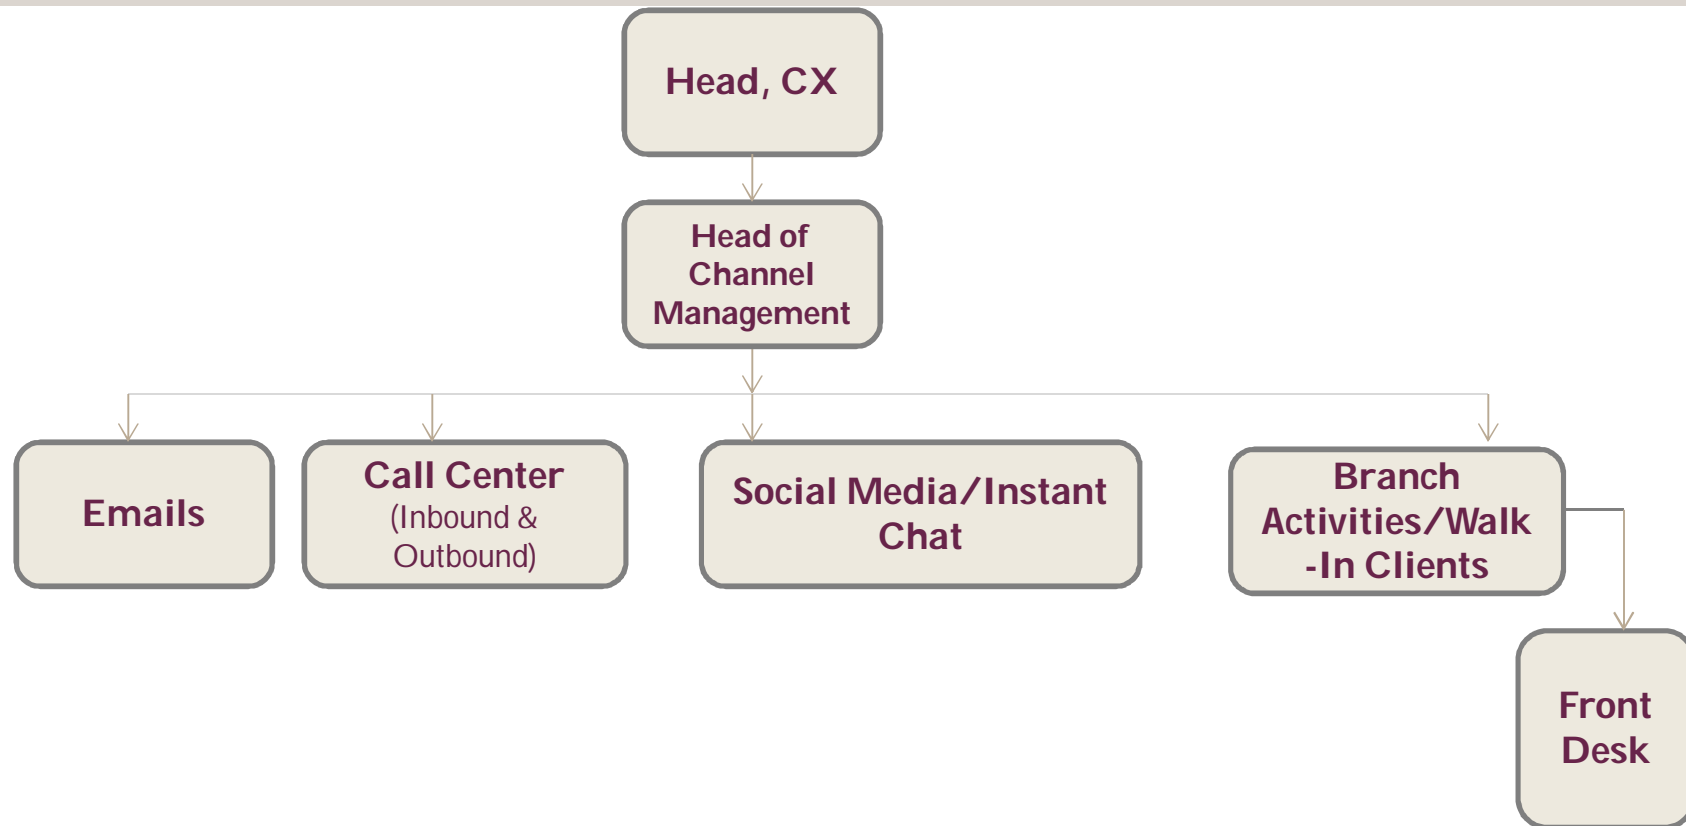 Head, CX
Head of
Channel
Management
Emails
Call Center
(Inbound &
Outbound)
Social Media/Instant
Chat
Branch
Activities/Walk
-In Clients
Front
Desk